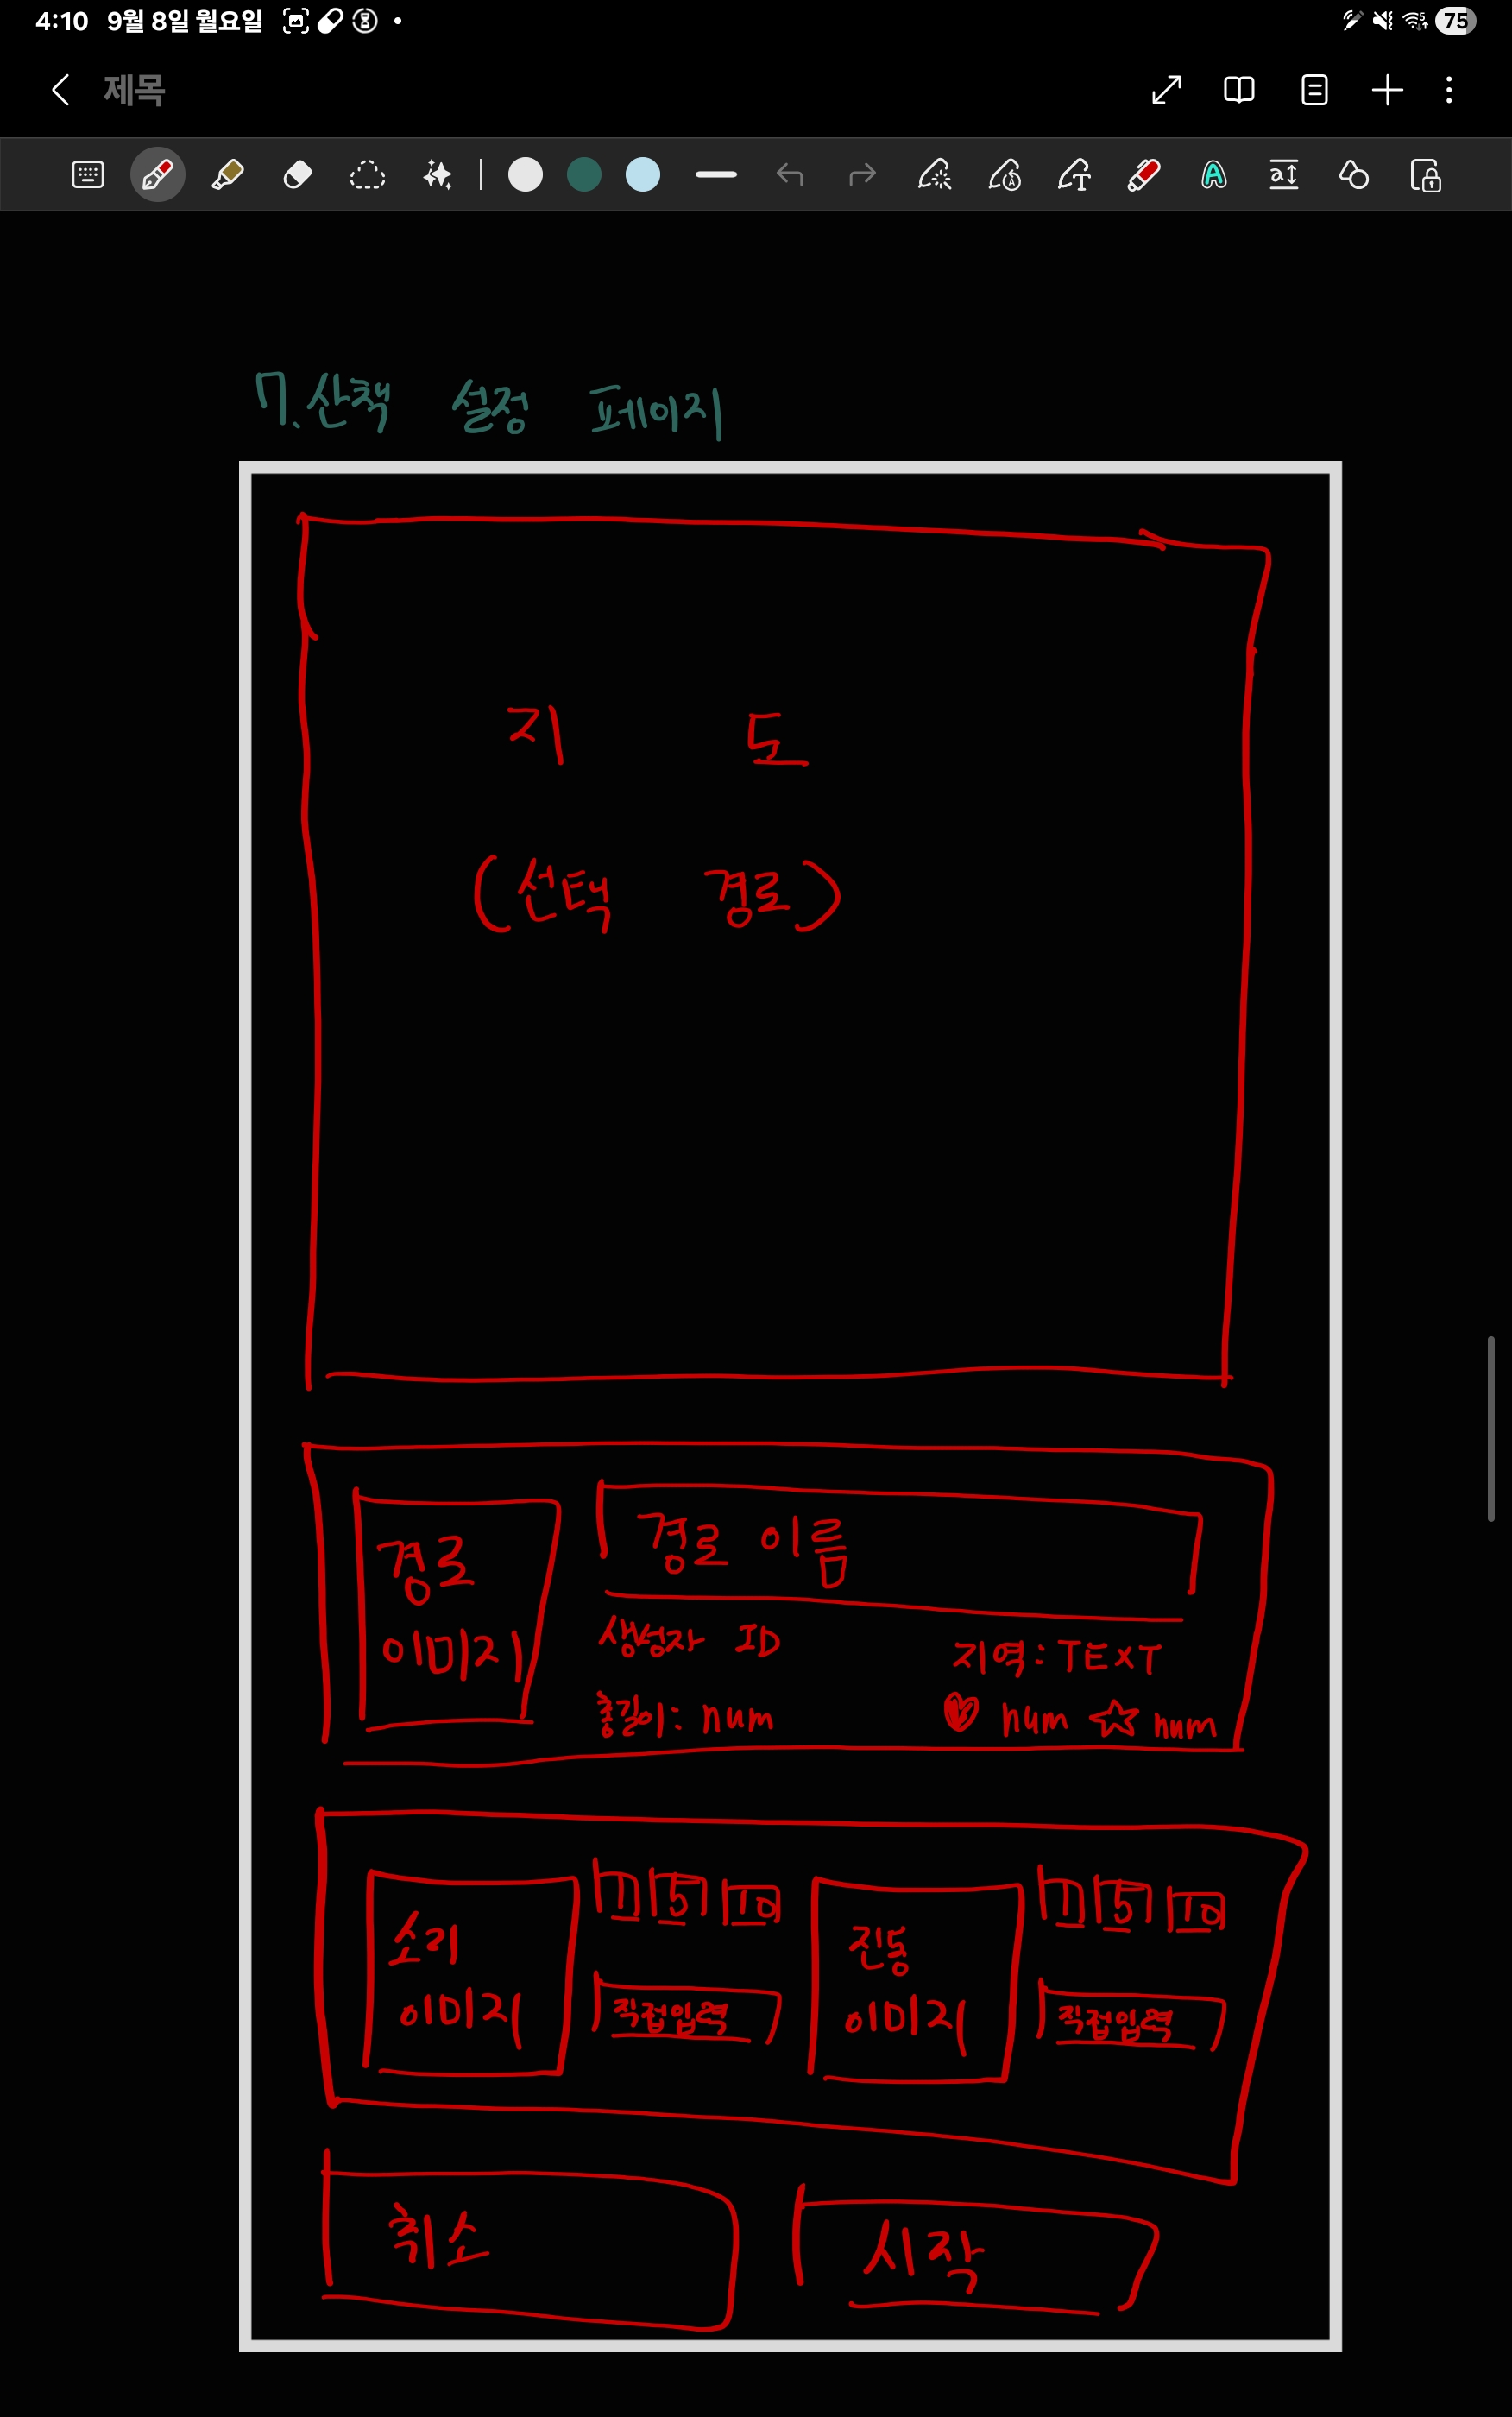 4:10 9월 8일 월요일 75
제목
7. 산책 설정 페이지
지 도
(선택 경로)
경로 이미지
경로 이름
생성자 ID 지역: TEXT
총길이: num ♥ num ☆ num
소리 이미지
1 5 10
직접입력
진동 이미지
1 5 10
직접입력
취소 시작